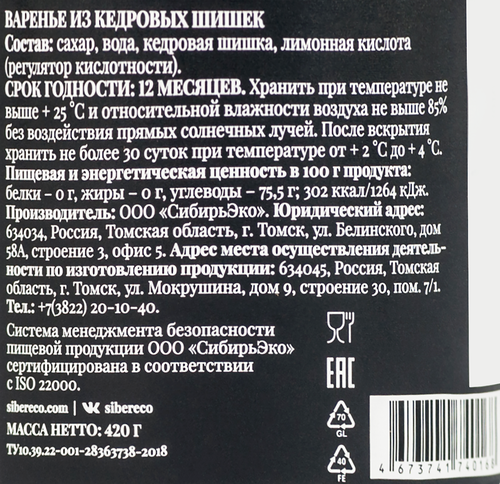 ВАРЕНЬЕ ИЗ КЕДРОВЫХ ШИШЕК
Состав: сахар, вода, кедровая шишка, лимонная кислота
(регулятор кислотности).
СРОК ГОДНОСТИ: 12 МЕСЯЦЕВ. Хранить при температуре не
выше + 25 °С и относительной влажности воздуха не выше 85%
без воздействия прямых солнечных лучей. После вскрытия
хранить не более 30 суток при температуре от + 2 °С до + 4 °С.
Пищевая и энергетическая ценность в 100 г продукта:
белки – 0 г, жиры – 0 г, углеводы – 75,5 г; 302 ккал/1264 кДж.
Производитель: ООО «СибирьЭко». Юридический адрес:
634034, Россия, Томская область, г. Томск, ул. Белинского, дом
58А, строение 3, офис 5. Адрес места осуществления деятель-
ности по изготовлению продукции: 634045, Россия, Томская
область, г. Томск, ул. Мокрушина, дом 9, строение 30, пом. 7/1.
Тел.: +7(3822) 20-10-40.
Система менеджмента безопасности
пищевой продукции ООО «СибирьЭко»
сертифицирована в соответствии
с ISO 22000.
sibereco.com | sibereco
МАССА НЕТТО: 420 Г
ТУ10.39.22-001-28363738-2018
EAC
70
GL
40
FE
4 673741 740168